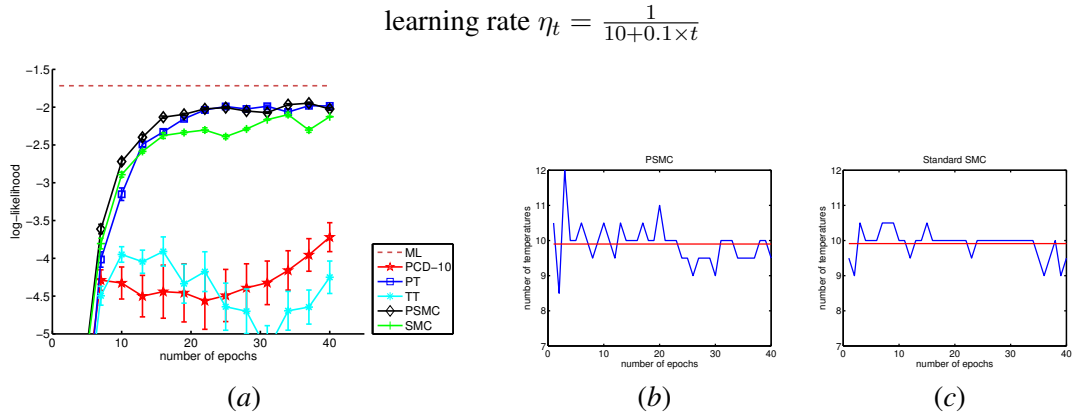 learning rate η_t = 1/(10+0.1×t)
−1.5
−2
−2.5
−3
−3.5
−4
−4.5
−5
log−likelihood
0 10 20 30 40
number of epochs
ML
PCD−10
PT
TT
PSMC
SMC
(a)
PSMC
12
11
10
9
8
7
number of temperatures
0 10 20 30 40
number of epochs
(b)
Standard SMC
12
11
10
9
8
7
number of temperatures
0 10 20 30 40
number of epochs
(c)